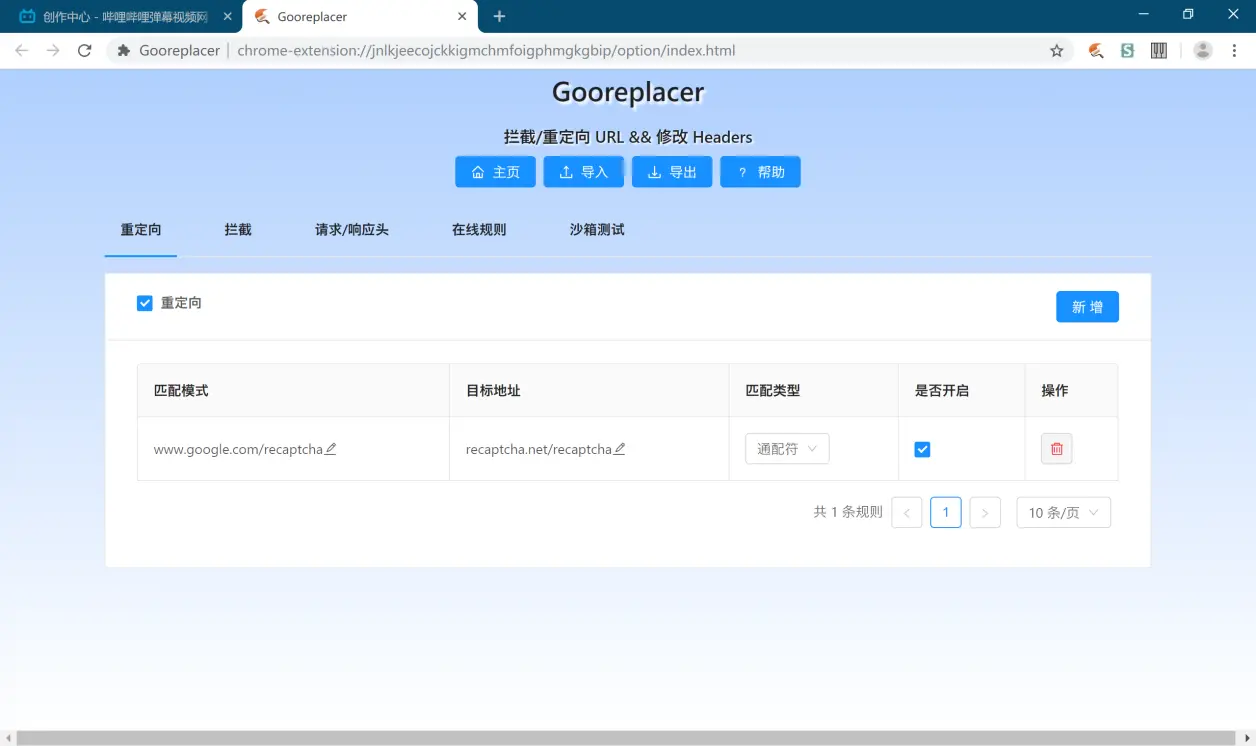 创作中心 - 哔哩哔哩弹幕视频网
Gooreplacer
Gooreplacer | chrome-extension://jnlkjeecojckkigmchmfoigphmgkgbip/option/index.html
Gooreplacer
拦截/重定向 URL && 修改 Headers
主页 导入 导出 ? 帮助
重定向 拦截 请求/响应头 在线规则 沙箱测试
重定向 新 增
匹配模式 目标地址 匹配类型 是否开启 操作
www.google.com/recaptcha recaptcha.net/recaptcha 通配符
共 1 条规则 < 1 > 10 条/页